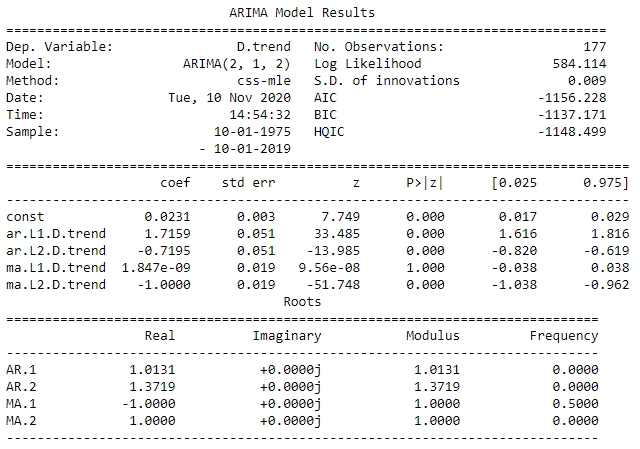 ARIMA Model Results
==============================================================================
Dep. Variable: D.trend No. Observations: 177
Model: ARIMA(2, 1, 2) Log Likelihood 584.114
Method: css-mle S.D. of innovations 0.009
Date: Tue, 10 Nov 2020 AIC -1156.228
Time: 14:54:32 BIC -1137.171
Sample: 10-01-1975 HQIC -1148.499
- 10-01-2019
=================================================================================
coef std err z P>|z| [0.025 0.975]
---------------------------------------------------------------------------------
const 0.0231 0.003 7.749 0.000 0.017 0.029
ar.L1.D.trend 1.7159 0.051 33.485 0.000 1.616 1.816
ar.L2.D.trend -0.7195 0.051 -13.985 0.000 -0.820 -0.619
ma.L1.D.trend 1.847e-09 0.019 9.56e-08 1.000 -0.038 0.038
ma.L2.D.trend -1.0000 0.019 -51.748 0.000 -1.038 -0.962
Roots
=============================================================================
Real Imaginary Modulus Frequency
-----------------------------------------------------------------------------
AR.1 1.0131 +0.0000j 1.0131 0.0000
AR.2 1.3719 +0.0000j 1.3719 0.0000
MA.1 -1.0000 +0.0000j 1.0000 0.5000
MA.2 1.0000 +0.0000j 1.0000 0.0000
-----------------------------------------------------------------------------